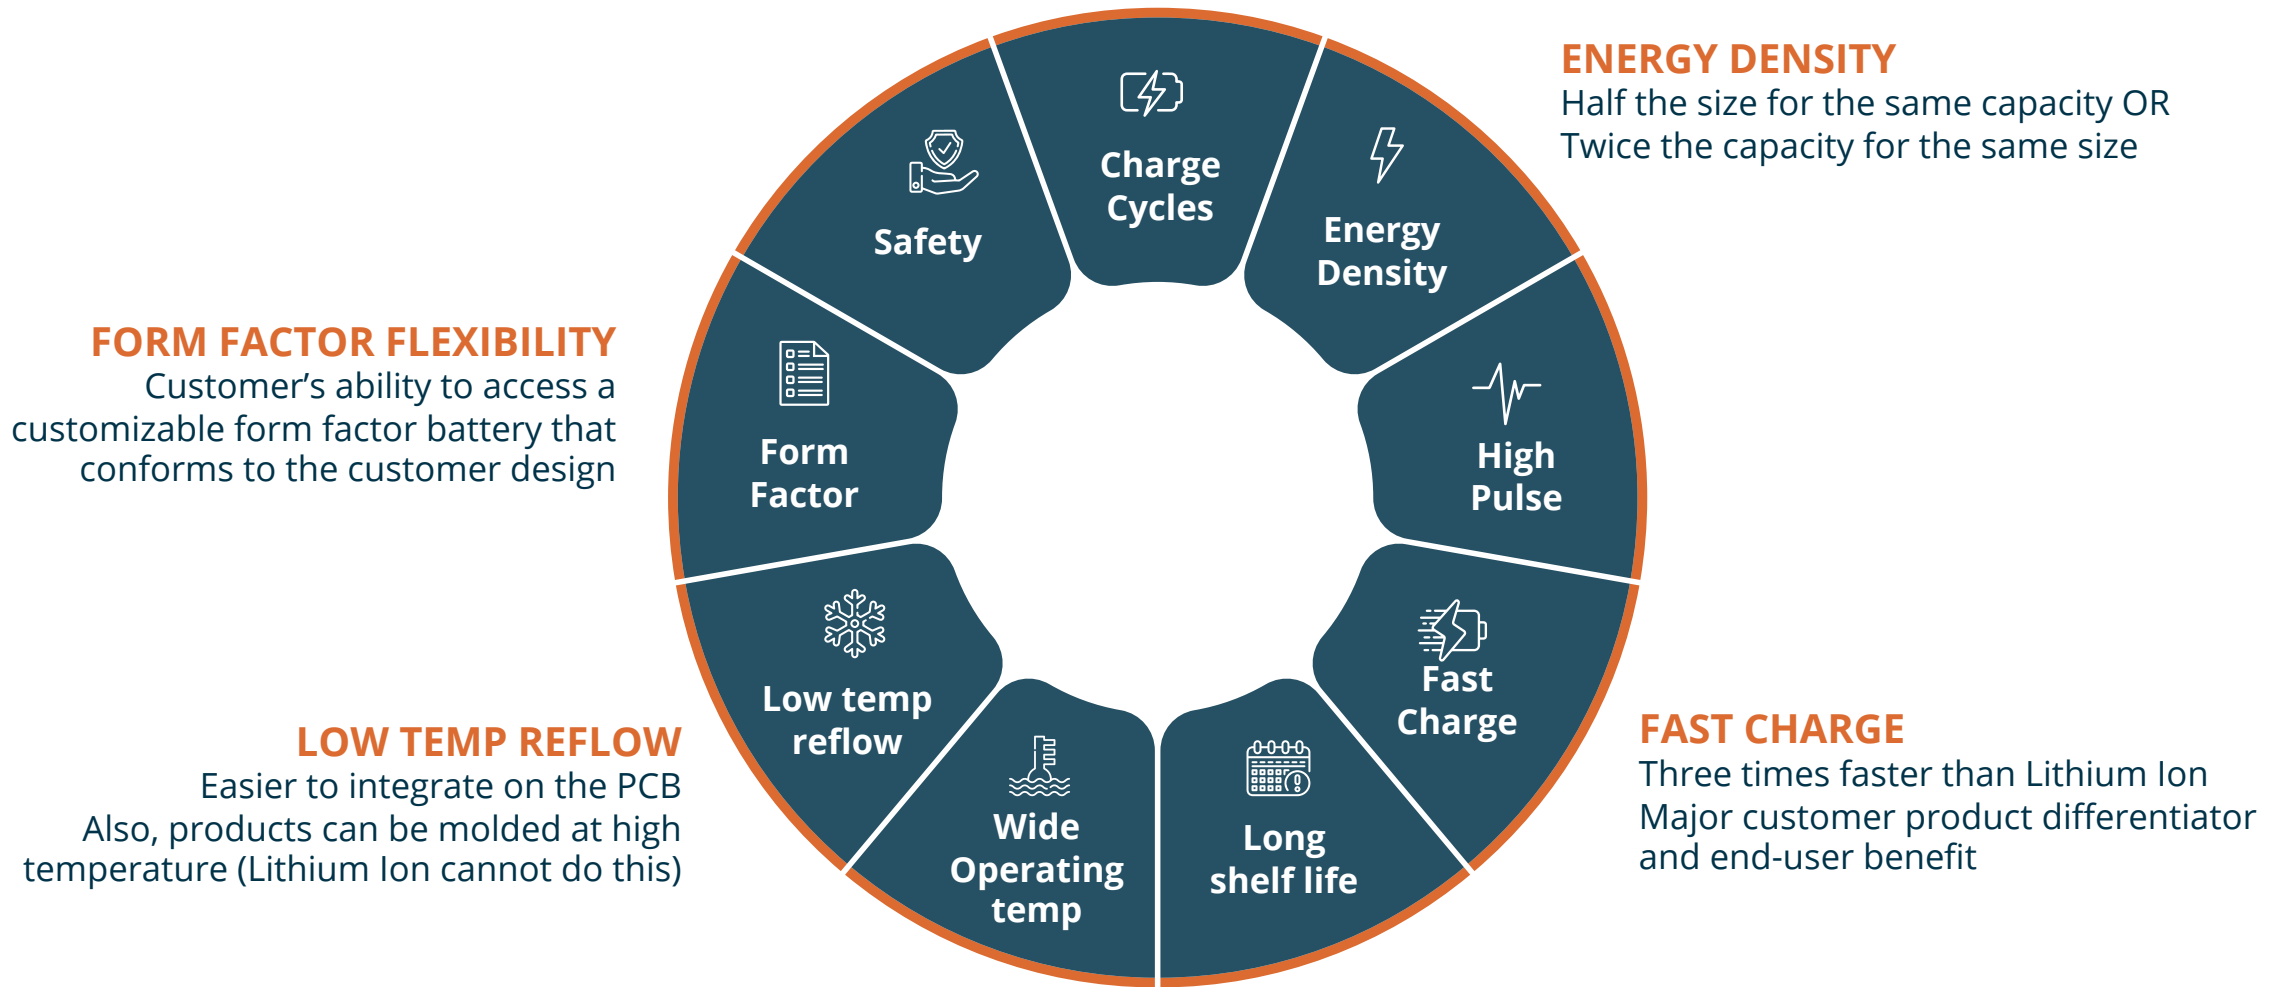 ENERGY DENSITY
Half the size for the same capacity OR
Twice the capacity for the same size
Charge
Cycles
Energy
Density
Safety
FORM FACTOR FLEXIBILITY
Customer’s ability to access a
customizable form factor battery that
conforms to the customer design
Form
Factor
High
Pulse
Low temp
reflow
Fast
Charge
LOW TEMP REFLOW
Easier to integrate on the PCB
Also, products can be molded at high
temperature (Lithium Ion cannot do this)
Wide
Operating
temp
Long
shelf life
FAST CHARGE
Three times faster than Lithium Ion
Major customer product differentiator
and end-user benefit